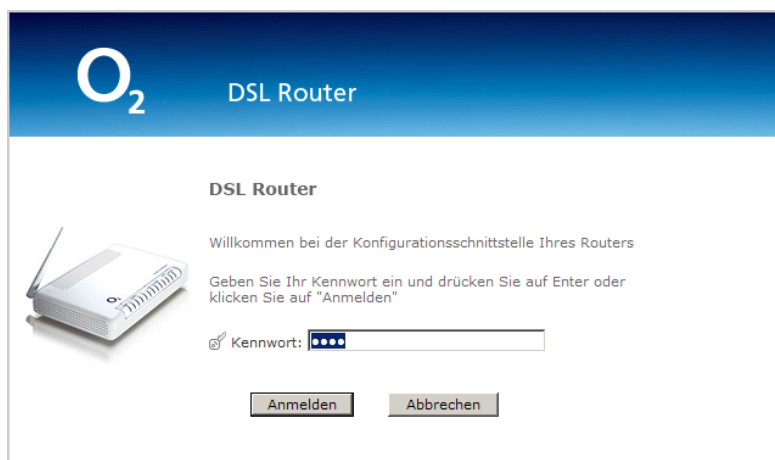 O2
DSL Router
DSL Router
Willkommen bei der Konfigurationsschnittstelle Ihres Routers
Geben Sie Ihr Kennwort ein und drücken Sie auf Enter oder
klicken Sie auf "Anmelden"
Kennwort: ••••
Anmelden Abbrechen